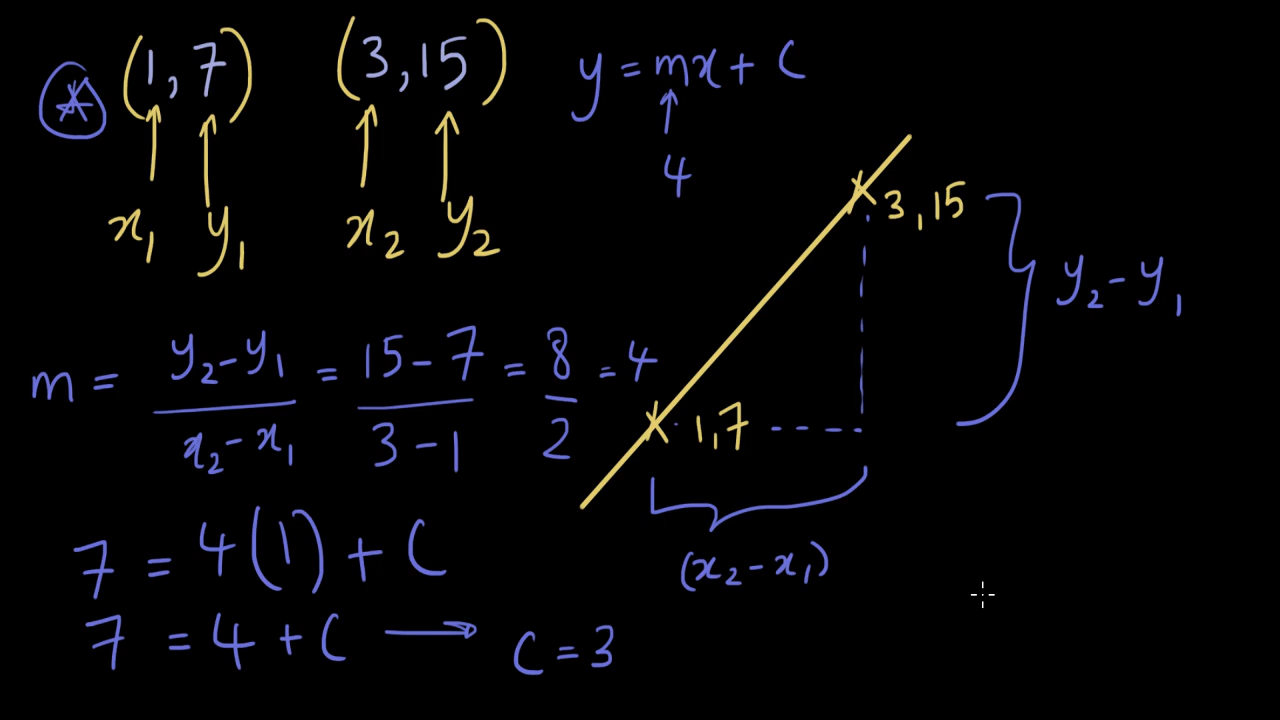 (1,7) (3,15) y = mx + c
4
x₁ y₁ x₂ y₂
3,15
y₂-y₁
m = y₂-y₁/x₂-x₁ = 15-7/3-1 = 8/2 = 4
1,7
(x₂-x₁)
7 = 4(1) + c
7 = 4 + c → c = 3